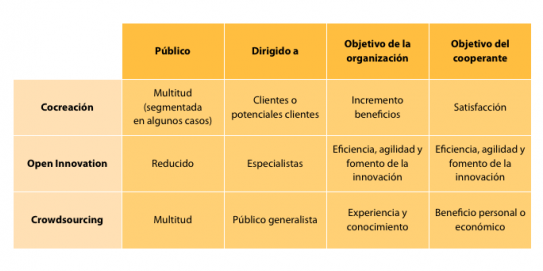 Público
Dirigido a
Objetivo de la
organización
Objetivo del
cooperante
Cocreación
Multitud
(segmentada
en algunos casos)
Clientes o
potenciales clientes
Incremento
beneficios
Satisfacción
Open Innovation
Reducido
Especialistas
Eficiencia, agilidad y
fomento de la
innovación
Eficiencia, agilidad y
fomento de la
innovación
Crowdsourcing
Multitud
Público generalista
Experiencia y
conocimiento
Beneficio personal o
económico